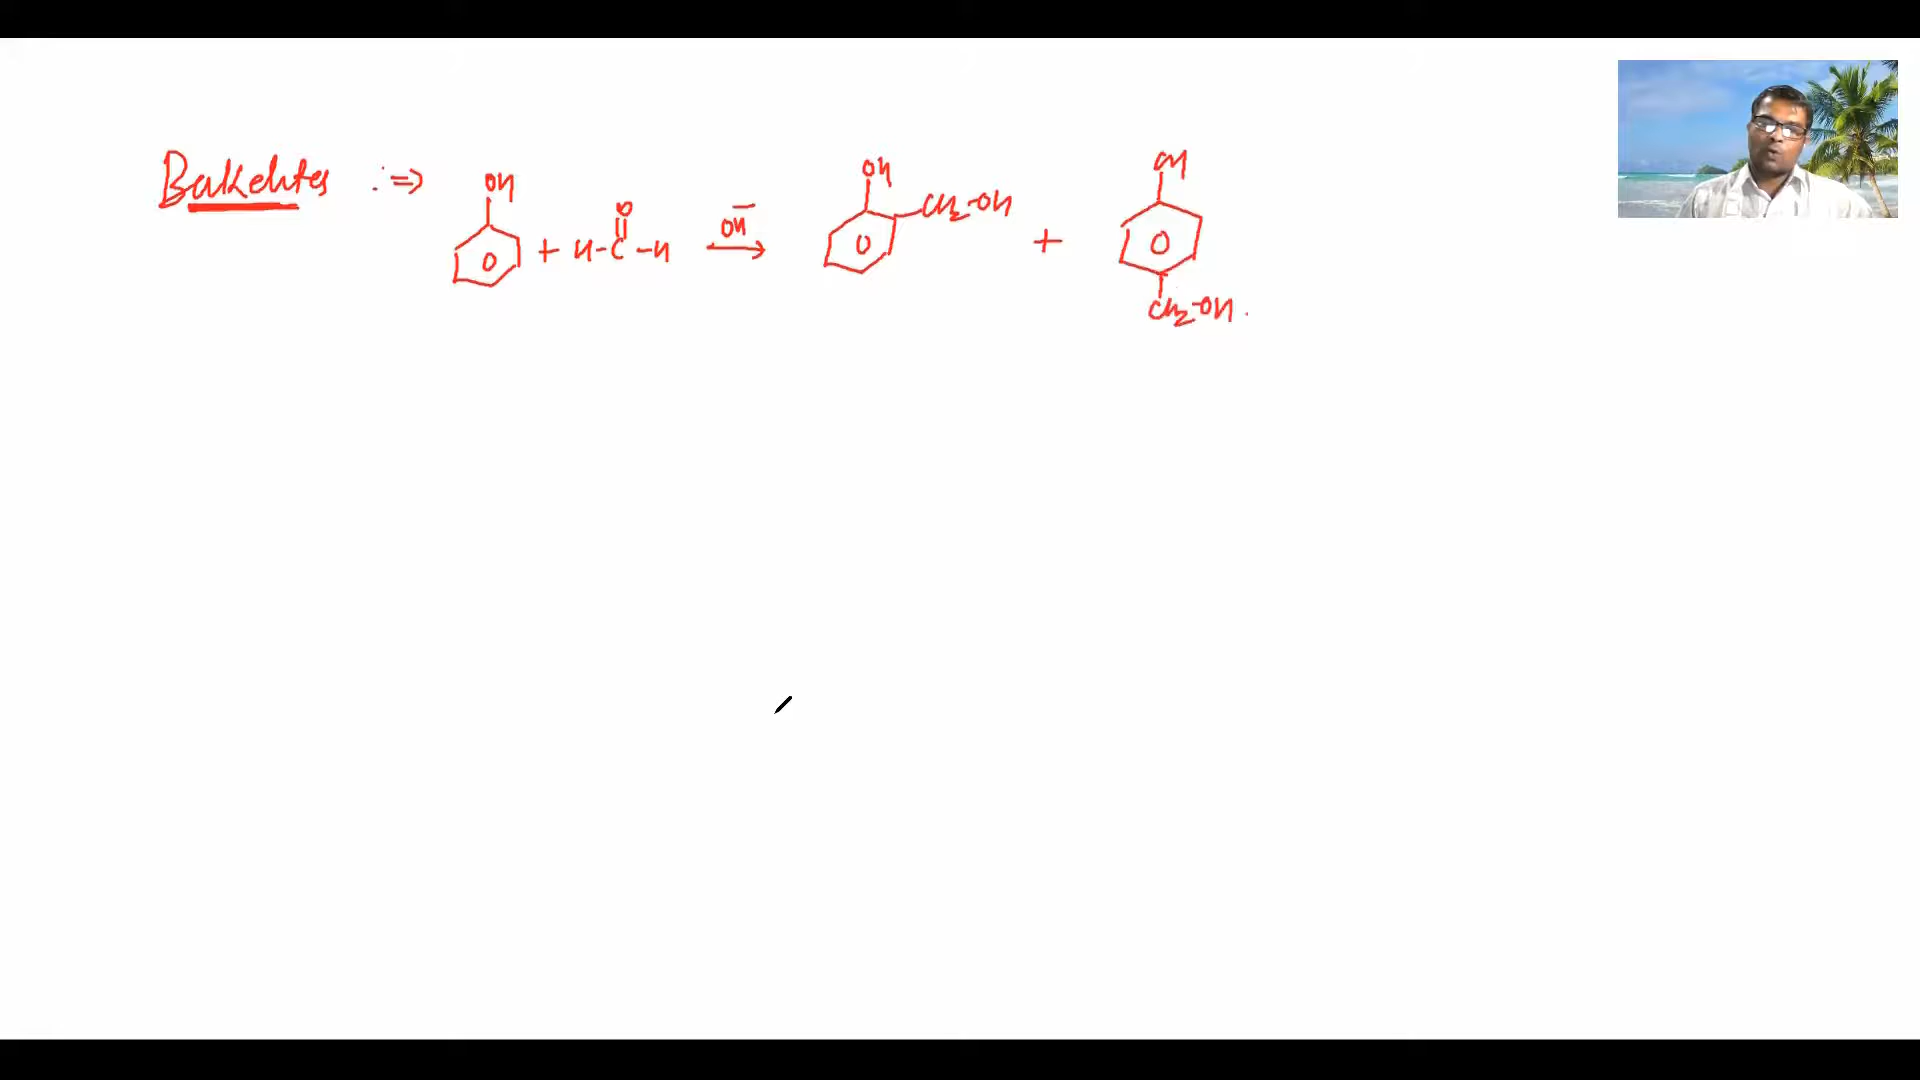 Bakelites :⇒
OH + H-C-H OH⁻ → OH CH2-OH + OH
O
CH2-OH.